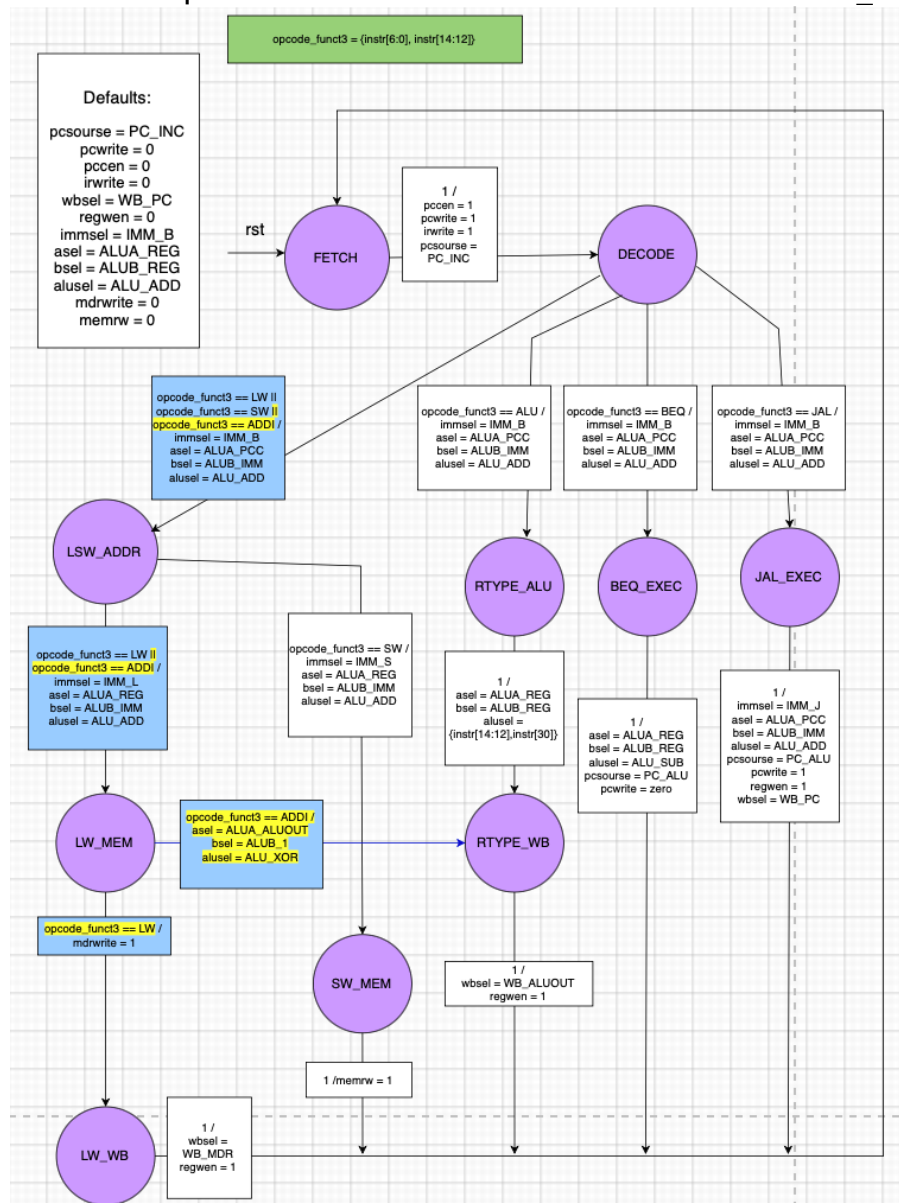 opcode_funct3 = {instr[6:0], instr[14:12]}
Defaults:
pcsourse = PC_INC
pcwrite = 0
pccen = 0
irwrite = 0
wbsel = WB_PC
regwen = 0
immsel = IMM_B
asel = ALUA_REG
bsel = ALUB_REG
alusel = ALU_ADD
mdrwrite = 0
memrw = 0
rst
FETCH
1 /
pccen = 1
pcwrite = 1
irwrite = 1
pcsourse =
PC_INC
DECODE
opcode_funct3 == LW ||
opcode_funct3 == SW ||
opcode_funct3 == ADDI /
immsel = IMM_B
asel = ALUA_PCC
bsel = ALUB_IMM
alusel = ALU_ADD
opcode_funct3 == ALU /
immsel = IMM_B
asel = ALUA_PCC
bsel = ALUB_IMM
alusel = ALU_ADD
opcode_funct3 == BEQ /
immsel = IMM_B
asel = ALUA_PCC
bsel = ALUB_IMM
alusel = ALU_ADD
opcode_funct3 == JAL /
immsel = IMM_B
asel = ALUA_PCC
bsel = ALUB_IMM
alusel = ALU_ADD
LSW_ADDR
RTYPE_ALU
BEQ_EXEC
JAL_EXEC
opcode_funct3 == LW ||
opcode_funct3 == ADDI /
immsel = IMM_L
asel = ALUA_REG
bsel = ALUB_IMM
alusel = ALU_ADD
opcode_funct3 == SW /
immsel = IMM_S
asel = ALUA_REG
bsel = ALUB_IMM
alusel = ALU_ADD
1 /
asel = ALUA_REG
bsel = ALUB_REG
alusel =
{instr[14:12],instr[30]}
1 /
asel = ALUA_REG
bsel = ALUB_REG
alusel = ALU_SUB
pcsourse = PC_ALU
pcwrite = zero
1 /
immsel = IMM_J
asel = ALUA_PCC
bsel = ALUB_IMM
alusel = ALU_ADD
pcsourse = PC_ALU
pcwrite = 1
regwen = 1
wbsel = WB_PC
LW_MEM
opcode_funct3 == ADDI /
asel = ALUA_ALUOUT
bsel = ALUB_1
alusel = ALU_XOR
RTYPE_WB
opcode_funct3 == LW /
mdrwrite = 1
SW_MEM
1 /
wbsel = WB_ALUOUT
regwen = 1
1 /memrw = 1
LW_WB
1 /
wbsel =
WB_MDR
regwen = 1